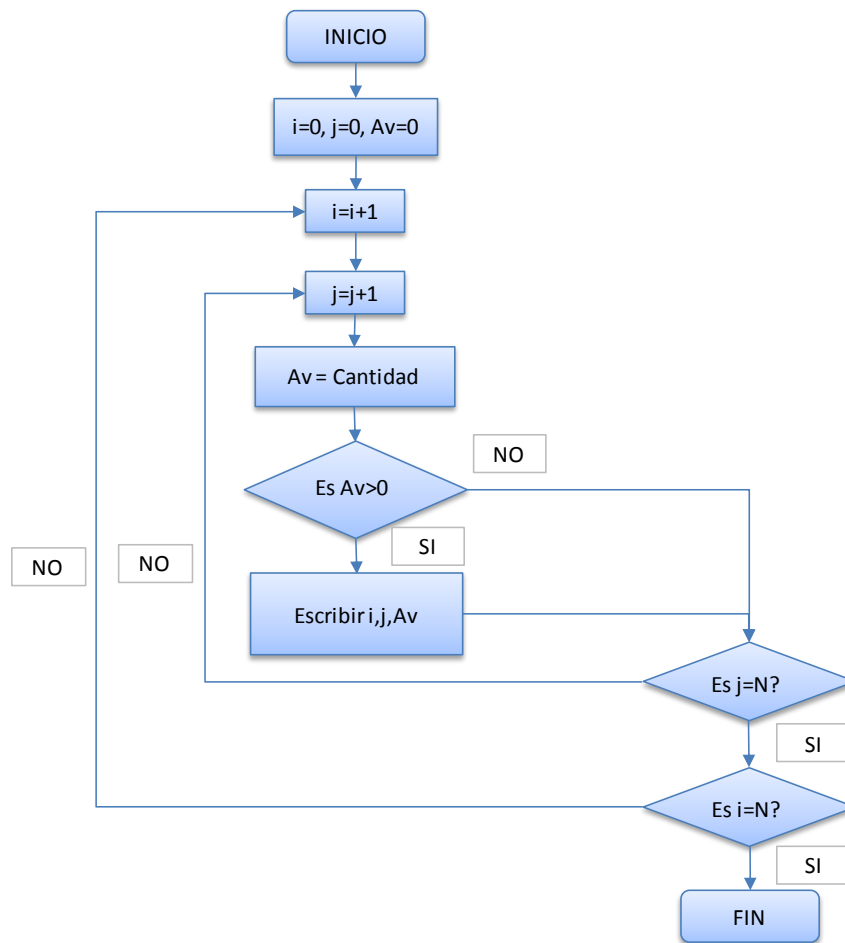 INICIO
i=0, j=0, Av=0
i=i+1
j=j+1
Av = Cantidad
NO
Es Av>0
SI
NO
NO
Escribir i,j,Av
Es j=N?
SI
Es i=N?
SI
FIN